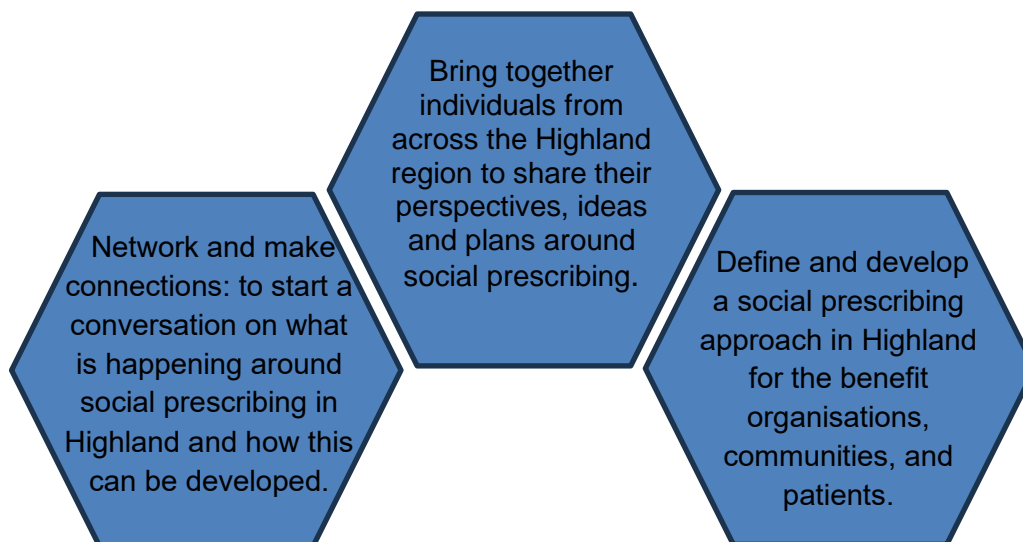 Bring together
individuals from
across the Highland
region to share their
perspectives, ideas
and plans around
social prescribing.
Network and make
connections: to start a
conversation on what
is happening around
social prescribing in
Highland and how this
can be developed.
Define and develop
a social prescribing
approach in Highland
for the benefit
organisations,
communities, and
patients.